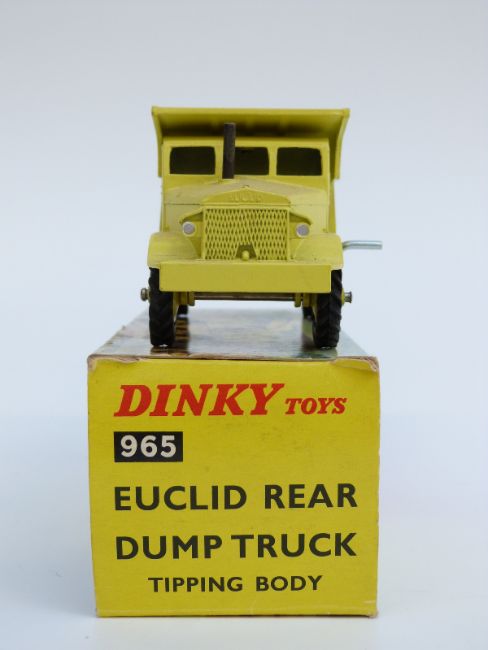 DINKY TOYS
965
EUCLID REAR
DUMP TRUCK
TIPPING BODY